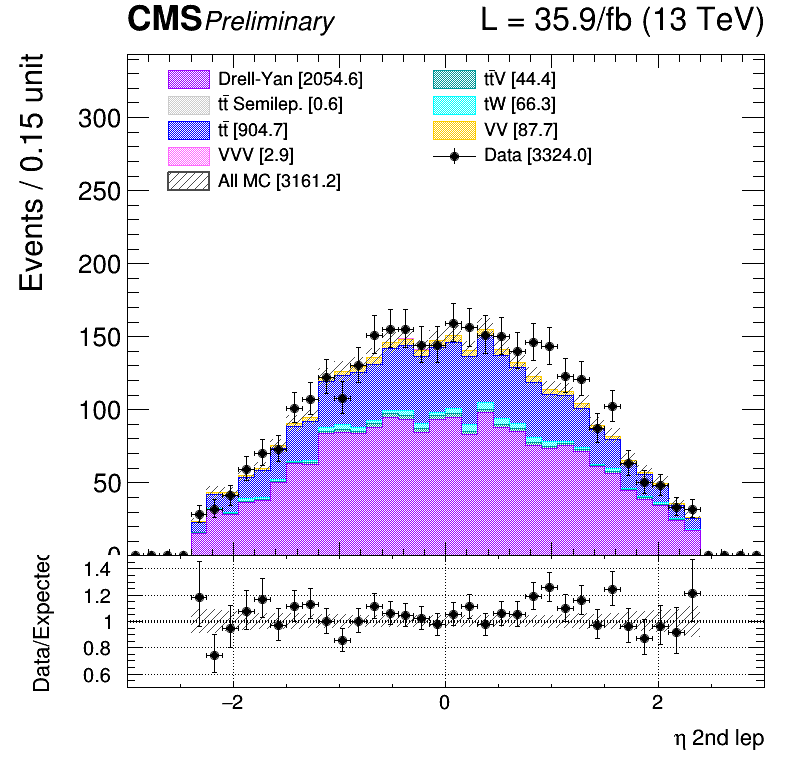 CMS Preliminary L = 35.9/fb (13 TeV)
Events / 0.15 unit
Drell-Yan [2054.6]
tt̄ Semilep. [0.6]
tt̄ [904.7]
VVV [2.9]
All MC [3161.2]
tt̄V [44.4]
tW [66.3]
VV [87.7]
Data [3324.0]
300
250
200
150
100
50
0
Data/Expected
1.4
1.2
1
0.8
0.6
−2 0 2
η 2nd lep